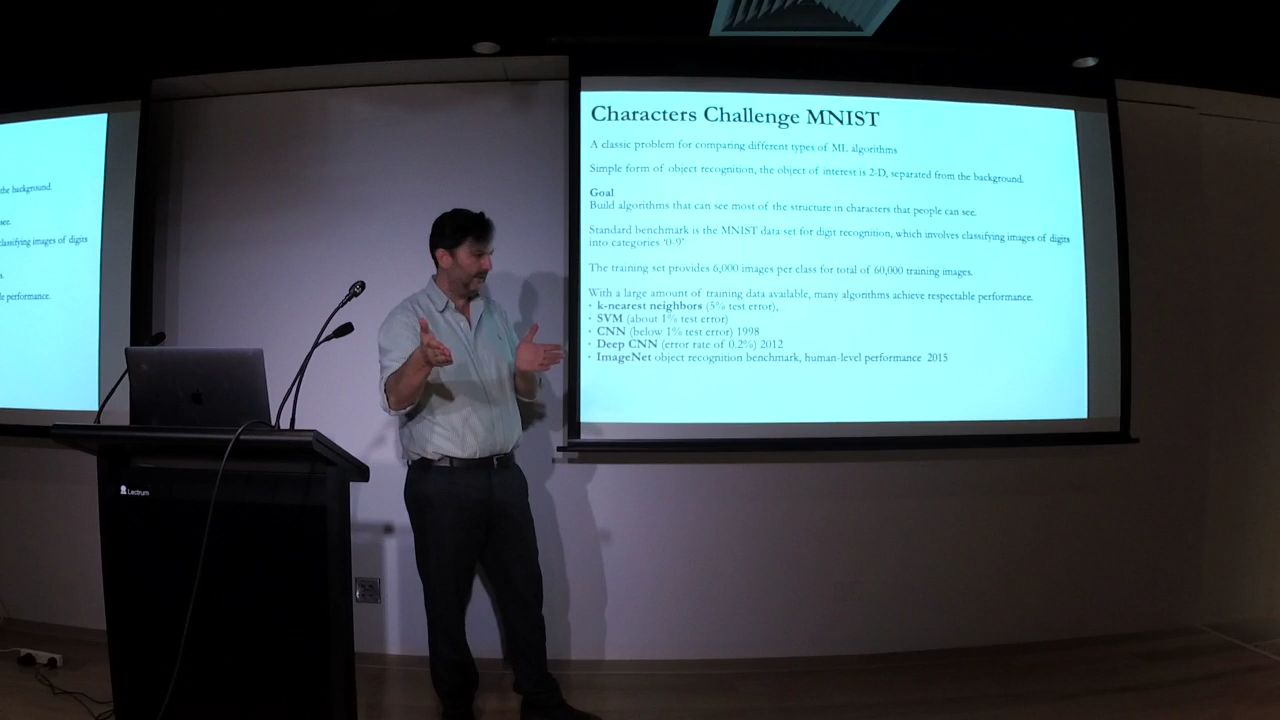 Characters Challenge MNIST
A classic problem for comparing different types of ML algorithms
Simple form of object recognition, the object of interest is 2-D, separated from the background.
Goal
Build algorithms that can see most of the structure in characters that people can see.
Standard benchmark is the MNIST data set for digit recognition, which involves classifying images of digits
into categories '0-9'
The training set provides 6,000 images per class for total of 60,000 training images.
With a large amount of training data available, many algorithms achieve respectable performance.
• k-nearest neighbors (5% test error),
• SVM (about 1% test error)
• CNN (below 1% test error) 1998
• Deep CNN (error rate of 0.2%) 2012
• ImageNet object recognition benchmark, human-level performance 2015
the background.
see.
classifying images of digits
performance.
Lectrum